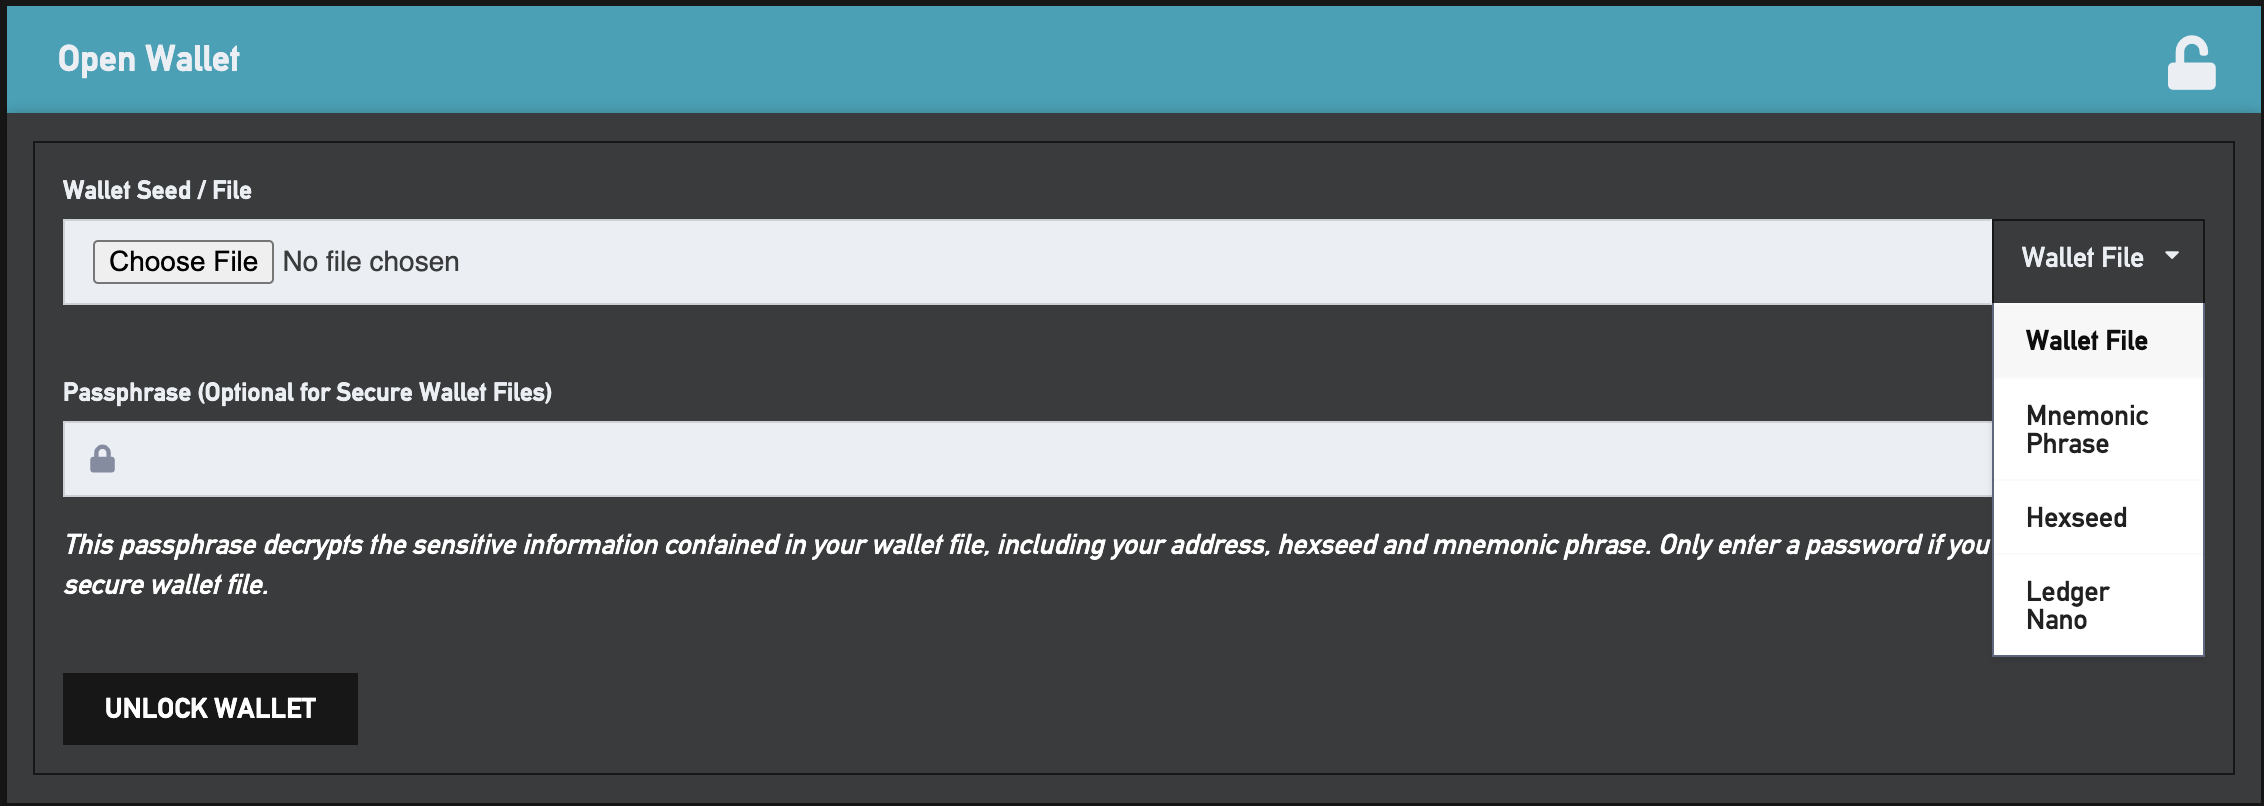 Open Wallet
Wallet Seed / File
Choose File No file chosen
Wallet File
Wallet File
Mnemonic
Phrase
Hexseed
Ledger
Nano
Passphrase (Optional for Secure Wallet Files)
This passphrase decrypts the sensitive information contained in your wallet file, including your address, hexseed and mnemonic phrase. Only enter a password if you
secure wallet file.
UNLOCK WALLET